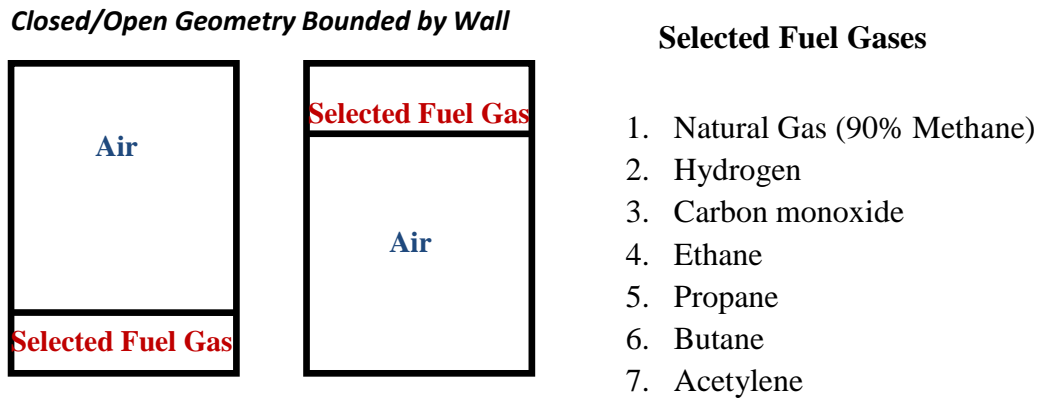 Closed/Open Geometry Bounded by Wall
Air
Selected Fuel Gas
Selected Fuel Gas
Air
Selected Fuel Gases
1. Natural Gas (90% Methane)
2. Hydrogen
3. Carbon monoxide
4. Ethane
5. Propane
6. Butane
7. Acetylene